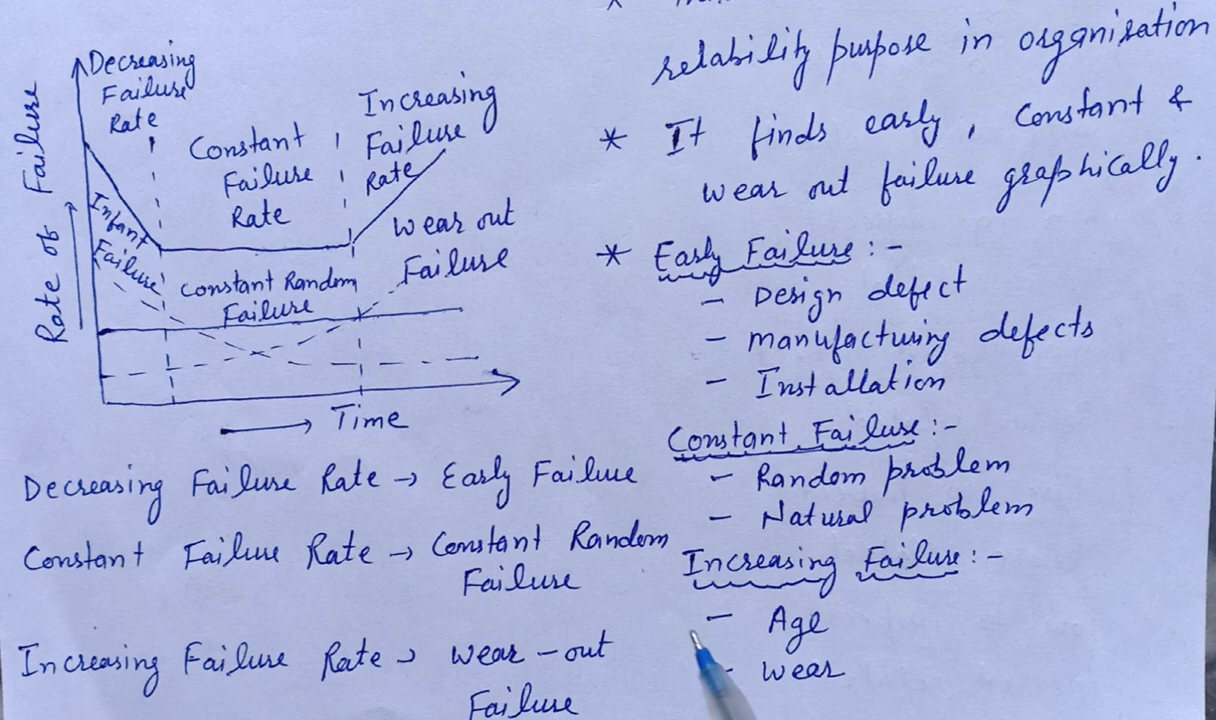 Decreasing
Failure
Rate
Constant
Failure
Rate
Increasing
Failure
Rate
Rate of Failure
Infant
Failure
Constant Random
Failure
Wear out
Failure
Time
Decreasing Failure Rate → Early Failure
Constant Failure Rate → Constant Random
Failure
Increasing Failure Rate → Wear-out
Failure
relability purpose in organisation
* It finds early, Constant &
wear out failure graphically.
* Early Failure :-
- Design defect
- manufacturing defects
- Installation
Constant Failure :-
- Random problem
- Natural problem
Increasing Failure :-
- Age
- Wear